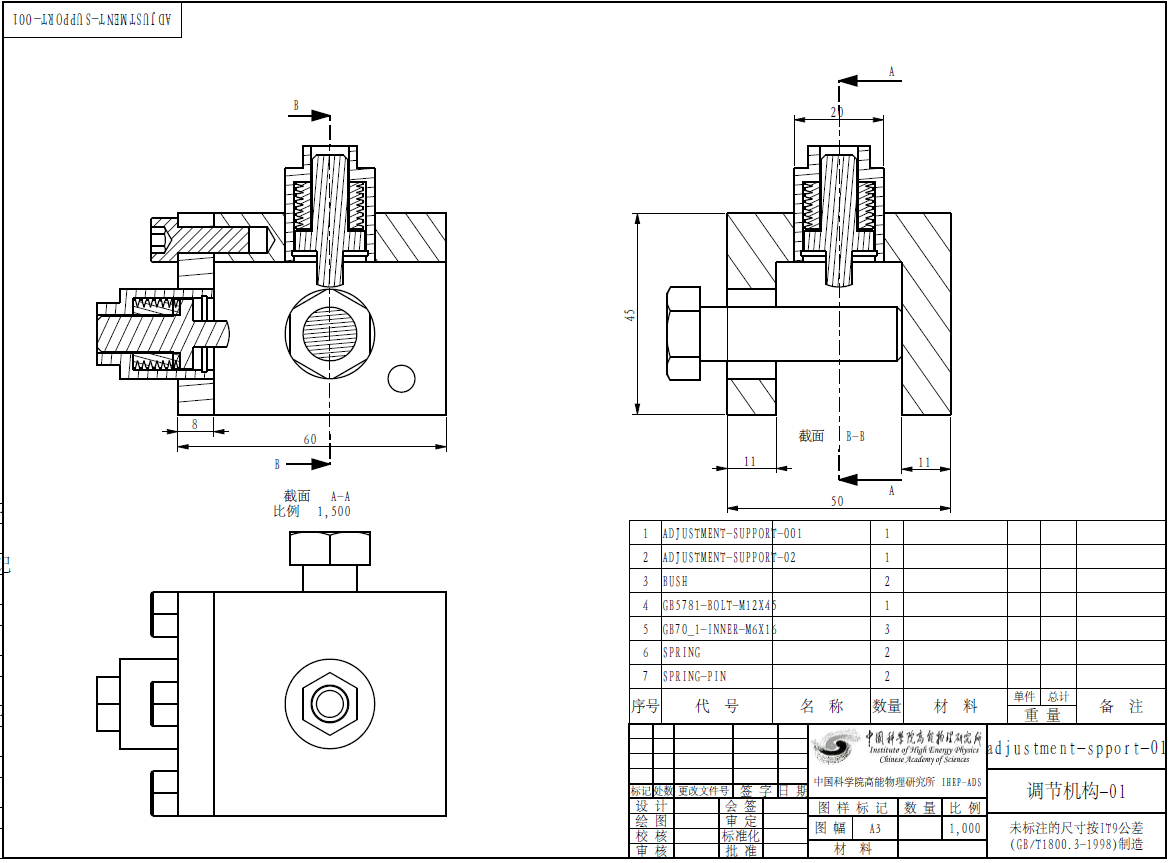 ADJUSTMENT-SUPPORT-001
B
A
20
45
8
60
B
截面 A-A
比例 1,500
截面 B-B
11
11
A
50
1 ADJUSTMENT-SUPPORT-001 1
2 ADJUSTMENT-SUPPORT-02 1
3 BUSH 2
4 GB5781-BOLT-M12X45 1
5 GB70_1-INNER-M6X16 3
6 SPRING 2
7 SPRING-PIN 2
序号 代 号 名 称 数量 材 料 单件 总计 备 注
重 量
中国科学院高能物理研究所
Institute of High Energy Physics
Chinese Academy of Sciences
adjustment-spport-01
中国科学院高能物理研究所 IHEP-ADS
调节机构-01
标记 处数 更改文件号 签 字 日 期
设 计 会 签 图 样 标 记 数 量 比 例
绘 图 审 定 图 幅 A3 1,000
校 核 标准化
审 核 批 准 材 料
未标注的尺寸按IT9公差
(GB/T1800.3-1998)制造